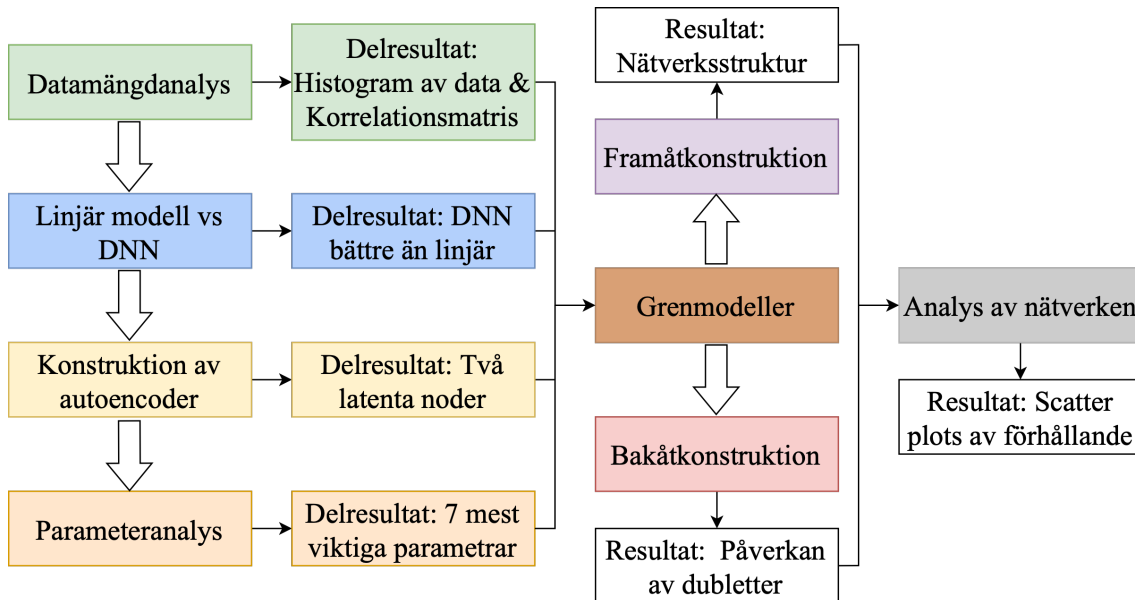 Datamängdanalys
Delresultat:
Histogram av data &
Korrelationsmatris
Linjär modell vs
DNN
Delresultat: DNN
bättre än linjär
Konstruktion av
autoencoder
Delresultat: Två
latenta noder
Parameteranalys
Delresultat: 7 mest
viktiga parametrar
Resultat:
Nätverksstruktur
Framåtkonstruktion
Grenmodeller
Bakåtkonstruktion
Resultat:  Påverkan
av dubletter
Analys av nätverken
Resultat: Scatter
plots av förhållande